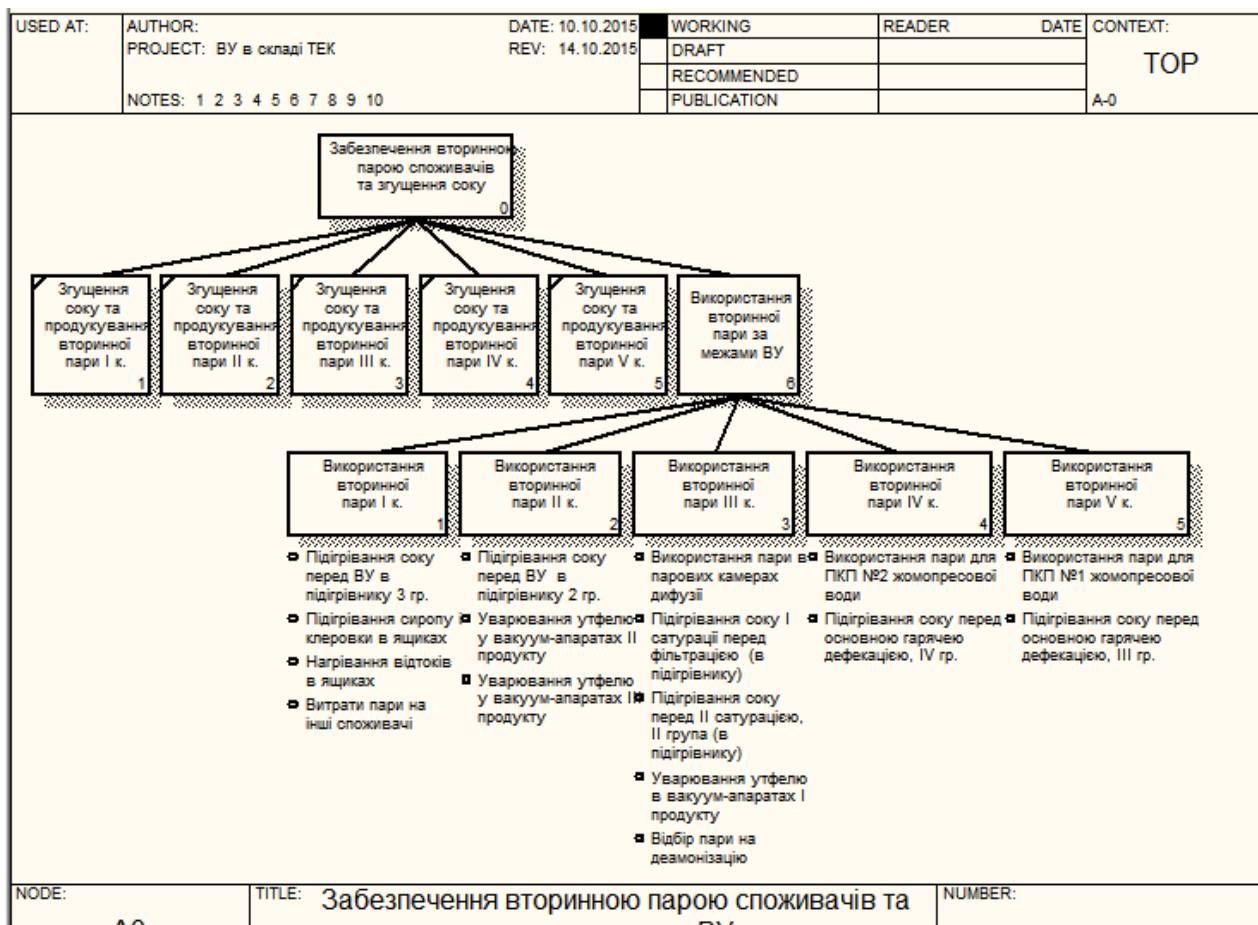 USED AT:
AUTHOR:
DATE: 10.10.2015
PROJECT: ВУ в складі ТЕК
REV: 14.10.2015
NOTES: 1 2 3 4 5 6 7 8 9 10
WORKING
DRAFT
RECOMMENDED
PUBLICATION
READER
DATE
CONTEXT:
TOP
A-0
Забезпечення вторинною
парою споживачів
та згущення соку
0
Згущення
соку та
продукування
вторинної
пари I к.
1
Згущення
соку та
продукування
вторинної
пари II к.
2
Згущення
соку та
продукування
вторинної
пари III к.
3
Згущення
соку та
продукування
вторинної
пари IV к.
4
Згущення
соку та
продукування
вторинної
пари V к.
5
Використання
вторинної
пари за
межами ВУ
6
Використання
вторинної
пари I к.
1
Використання
вторинної
пари II к.
2
Використання
вторинної
пари III к.
3
Використання
вторинної
пари IV к.
4
Використання
вторинної
пари V к.
5
Підігрівання соку
перед ВУ в
підігрівнику 3 гр.
Підігрівання сиропу і
клеровки в ящиках
Нагрівання відтоків
в ящиках
Витрати пари на
інші споживачі
Підігрівання соку
перед ВУ в
підігрівнику 2 гр.
Уварювання утфелю
у вакуум-апаратах II
продукту
Уварювання утфелю
у вакуум-апаратах III
продукту
Використання пари в
парових камерах
дифузії
Підігрівання соку I
сатурації перед
фільтрацією (в
підігрівнику)
Підігрівання соку
перед II сатурацією,
II група (в
підігрівнику)
Уварювання утфелю
в вакуум-апаратах I
продукту
Відбір пари на
деамонізацію
Використання пари для
ПКП №2 жомопресової
води
Підігрівання соку перед
основною гарячею
дефекацією, IV гр.
Використання пари для
ПКП №1 жомопресової
води
Підігрівання соку перед
основною гарячею
дефекацією, III гр.
NODE:
TITLE: Забезпечення вторинною парою споживачів та
NUMBER: